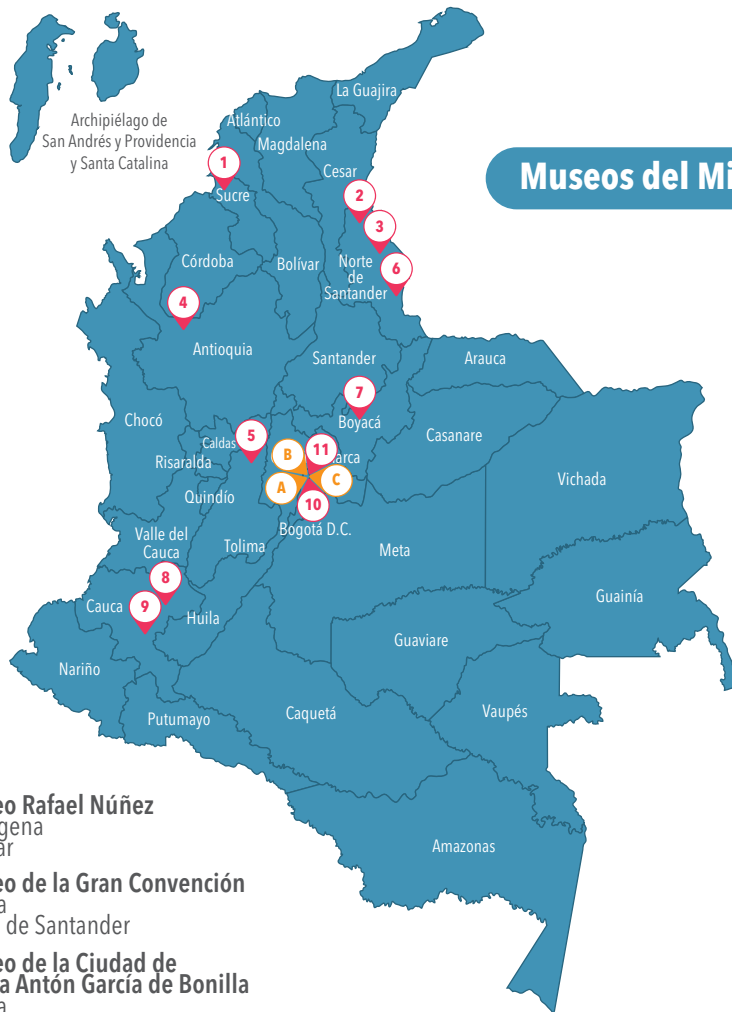 La Guajira
Atlántico
Magdalena
Archipiélago de
San Andrés y Providencia
y Santa Catalina
1
Cesar
Museos del Mi
2
Sucre
3
Córdoba
Bolívar
Norte
de
Santander
6
4
Antioquia
Santander
Arauca
7
Chocó
Boyacá
5
Caldas
Casanare
B
11
arca
Risaralda
A
C
Vichada
Quindío
10
Bogotá D.C.
Valle del
Cauca
Tolima
Meta
8
Cauca
9
Huila
Guainía
Guaviare
Nariño
Putumayo
Caquetá
Vaupés
eo Rafael Núñez
gena
ar
Amazonas
eo de la Gran Convención
a
de Santander
eo de la Ciudad de
a Antón García de Bonilla
a